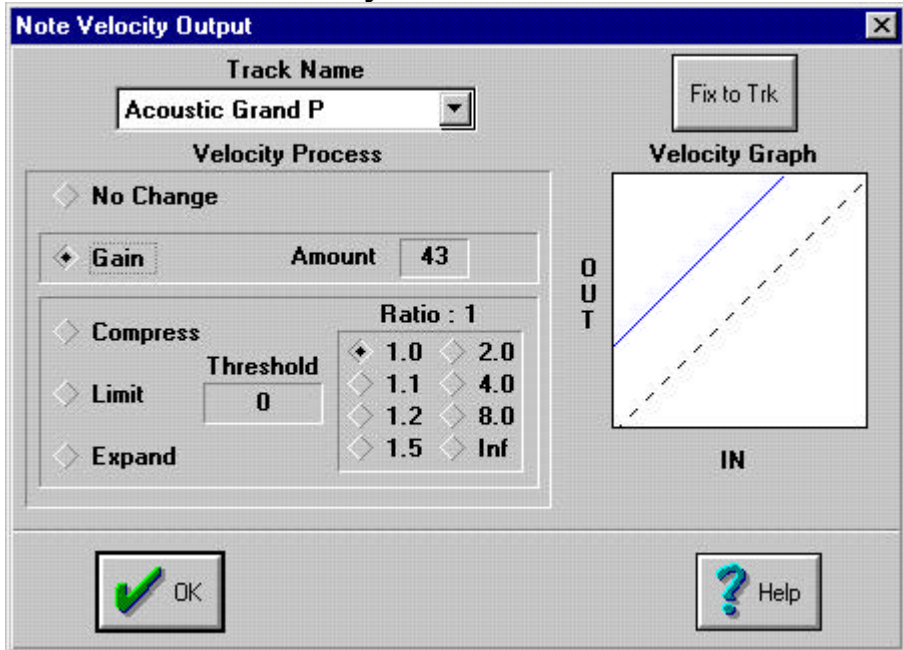 Note Velocity Output
Track Name
Acoustic Grand P
Fix to Trk
Velocity Process
Velocity Graph
No Change
Gain Amount 43
Compress
Limit
Expand
Threshold
0
Ratio : 1
1.0 2.0
1.1 4.0
1.2 8.0
1.5 Inf
OUT
IN
OK
Help